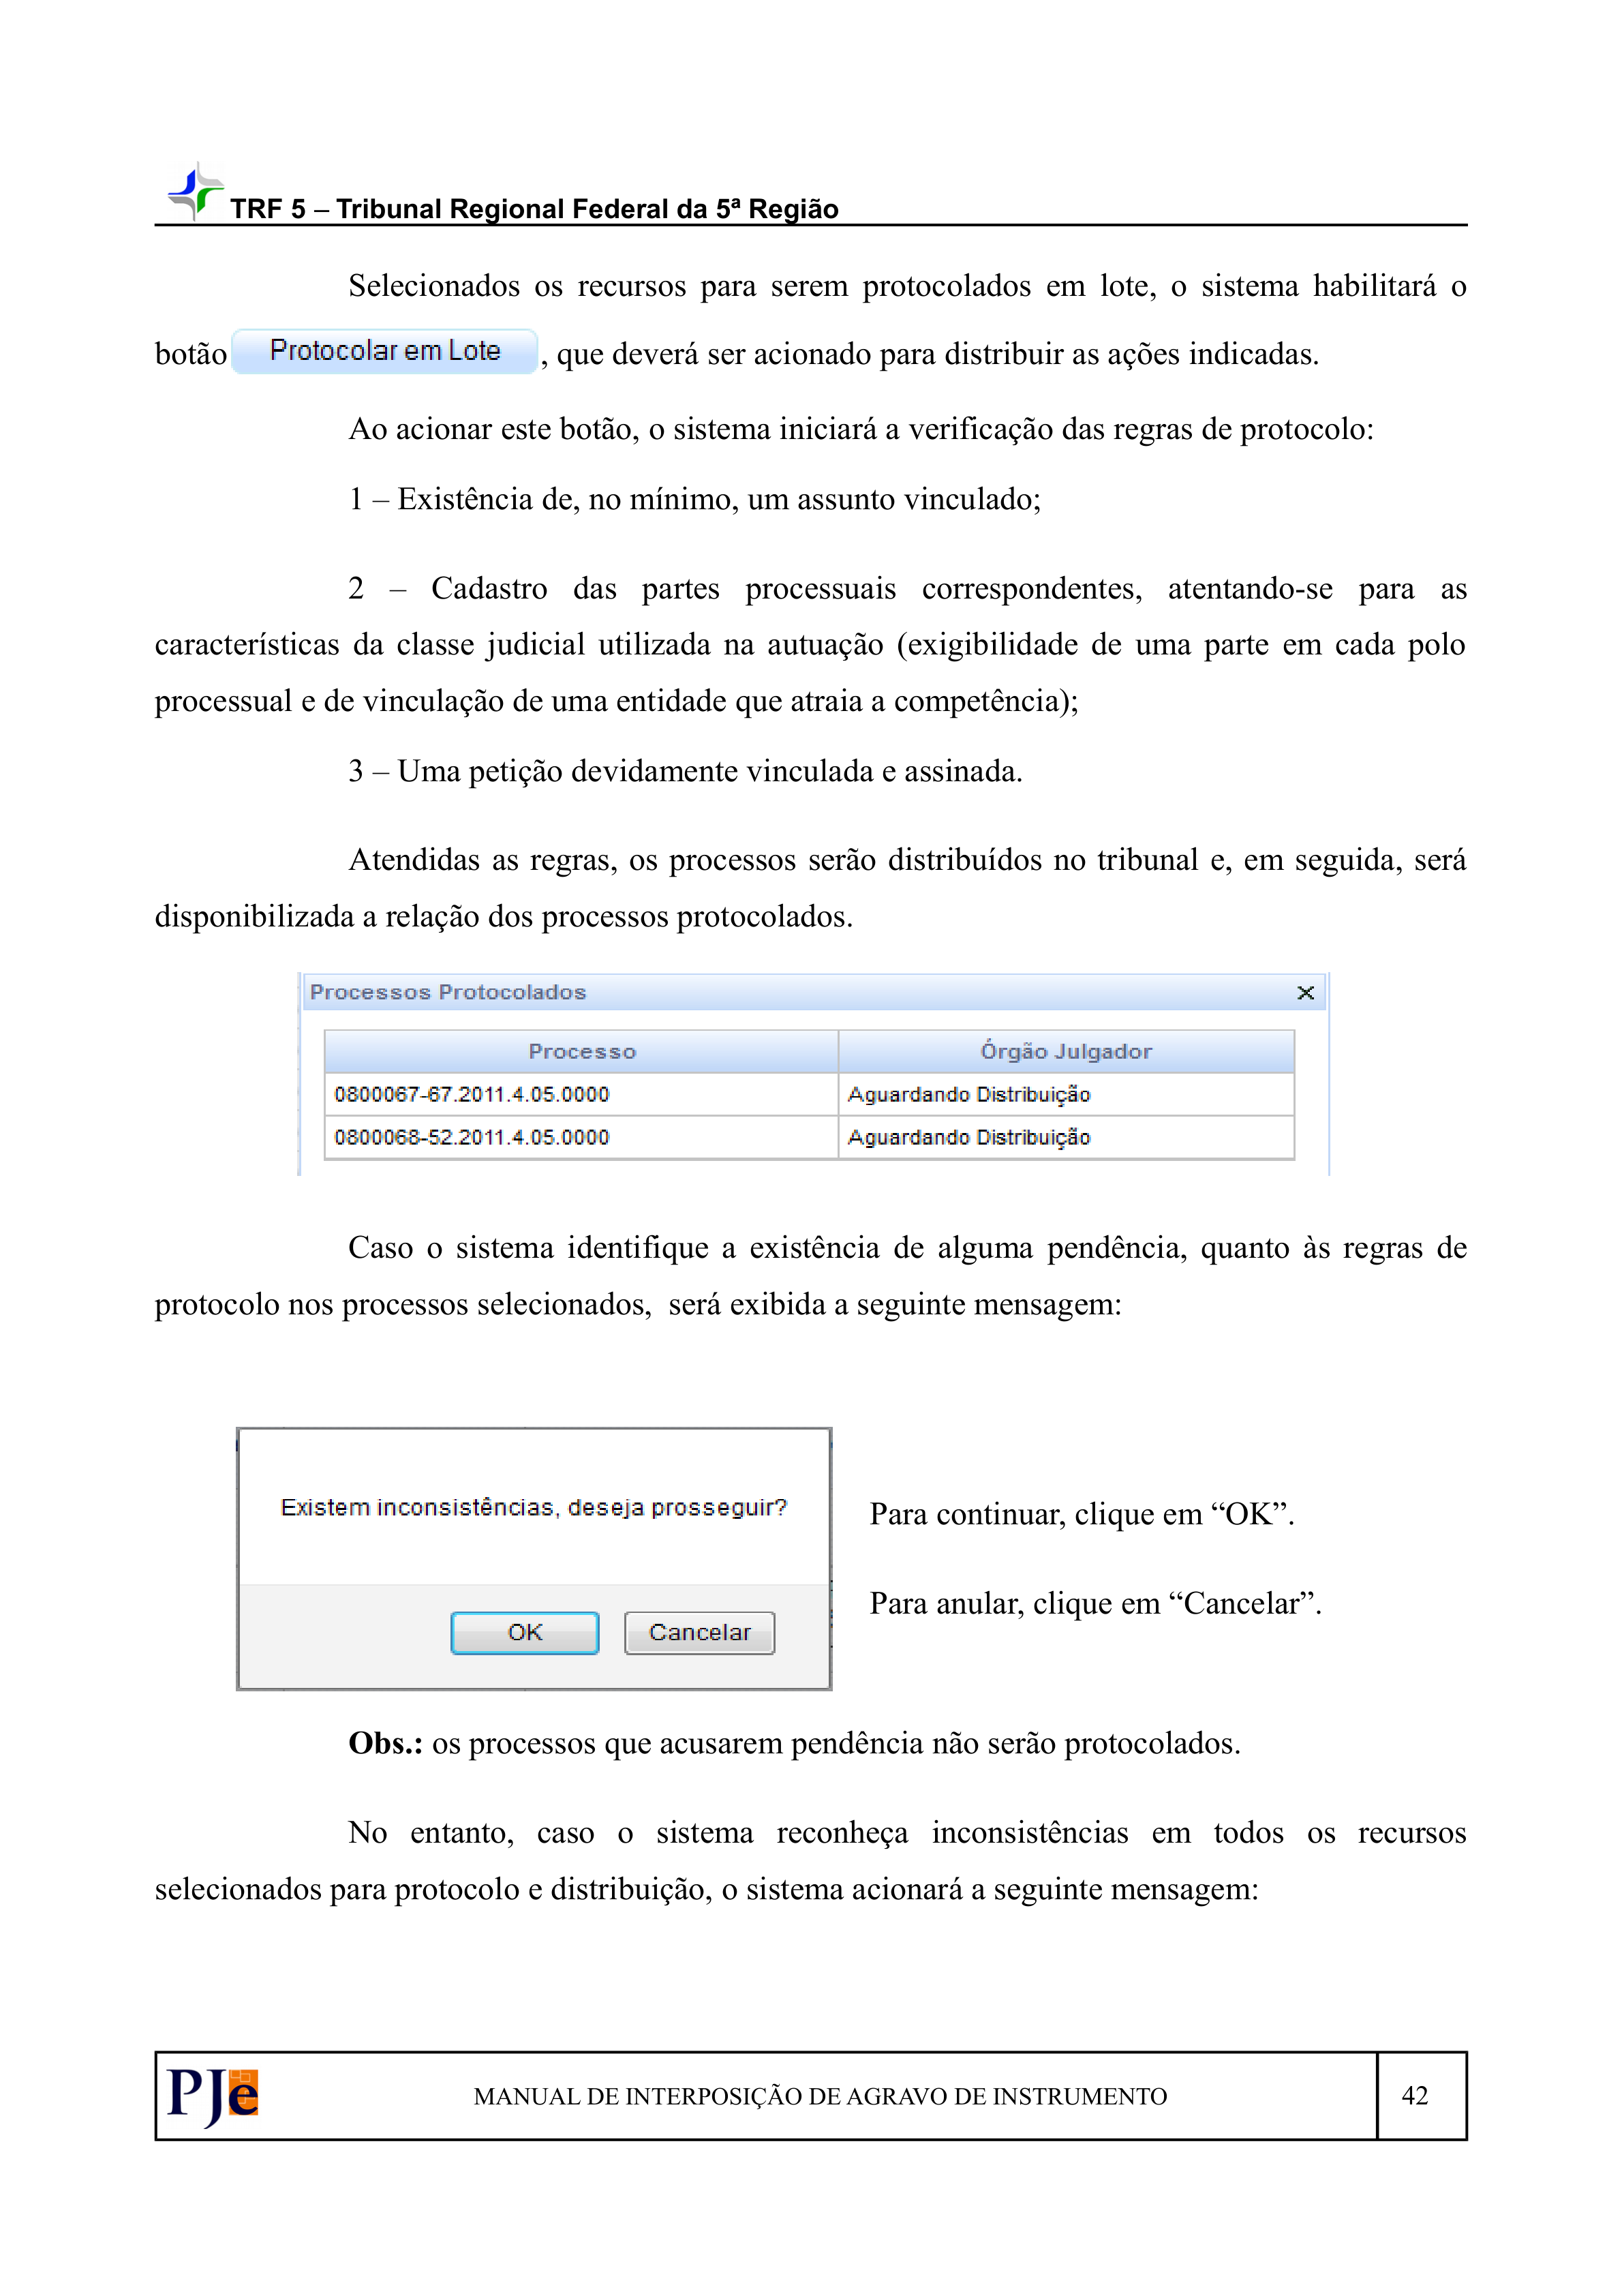 TRF 5 – Tribunal Regional Federal da 5ª Região
Selecionados os recursos para serem protocolados em lote, o sistema habilitará o
botão Protocolar em Lote , que deverá ser acionado para distribuir as ações indicadas.
Ao acionar este botão, o sistema iniciará a verificação das regras de protocolo:
1 – Existência de, no mínimo, um assunto vinculado;
2 – Cadastro das partes processuais correspondentes, atentando-se para as
características da classe judicial utilizada na autuação (exigibilidade de uma parte em cada polo
processual e de vinculação de uma entidade que atraia a competência);
3 – Uma petição devidamente vinculada e assinada.
Atendidas as regras, os processos serão distribuídos no tribunal e, em seguida, será
disponibilizada a relação dos processos protocolados.
Processos Protocolados
Processo Órgão Julgador
0800067-67.2011.4.05.0000 Aguardando Distribuição
0800068-52.2011.4.05.0000 Aguardando Distribuição
Caso o sistema identifique a existência de alguma pendência, quanto às regras de
protocolo nos processos selecionados, será exibida a seguinte mensagem:
Existem inconsistências, deseja prosseguir?
OK Cancelar
Para continuar, clique em “OK”.
Para anular, clique em “Cancelar”.
Obs.: os processos que acusarem pendência não serão protocolados.
No entanto, caso o sistema reconheça inconsistências em todos os recursos
selecionados para protocolo e distribuição, o sistema acionará a seguinte mensagem:
PJe MANUAL DE INTERPOSIÇÃO DE AGRAVO DE INSTRUMENTO 42